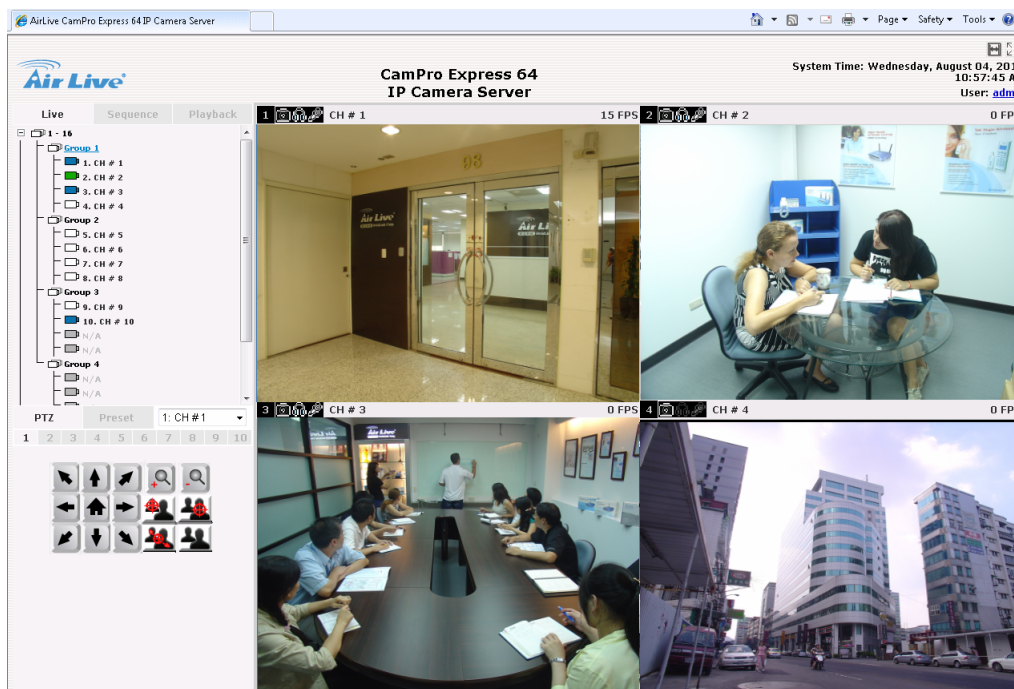 AirLive CamPro Express 64 IP Camera Server
Page
Safety
Tools
Air Live
CamPro Express 64
IP Camera Server
System Time: Wednesday, August 04, 201
10:57:45 A
User: adm
Live
Sequence
Playback
1 - 16
Group 1
1. CH # 1
2. CH # 2
3. CH # 3
4. CH # 4
Group 2
5. CH # 5
6. CH # 6
7. CH # 7
8. CH # 8
Group 3
9. CH # 9
10. CH # 10
N/A
N/A
Group 4
N/A
N/A
PTZ
Preset
1: CH#1
1 2 3 4 5 6 7 8 9 10
1 CH # 1 15 FPS
93
Air Live
Air Li
2 CH # 2 0 FP
3 CH # 3 0 FPS
Air Live
4 CH # 4 0 FP